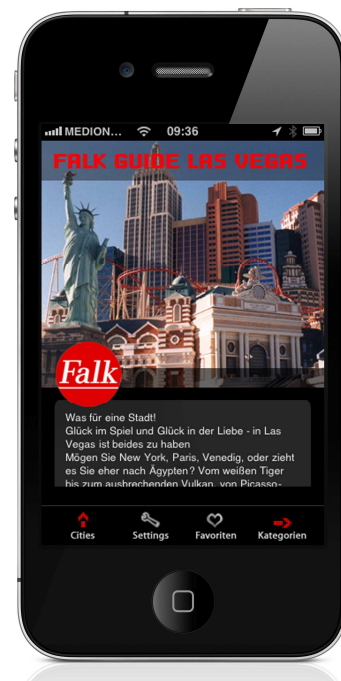 MEDION... 09:36
FALK GUIDE LAS VEGAS
Falk
Was für eine Stadt!
Glück im Spiel und Glück in der Liebe - in Las
Vegas ist beides zu haben
Mögen Sie New York, Paris, Venedig, oder zieht
es Sie eher nach Ägypten? Vom weißen Tiger
bis zum ausbrechenden Vulkan, von Picasso-
Cities Settings Favoriten Kategorien